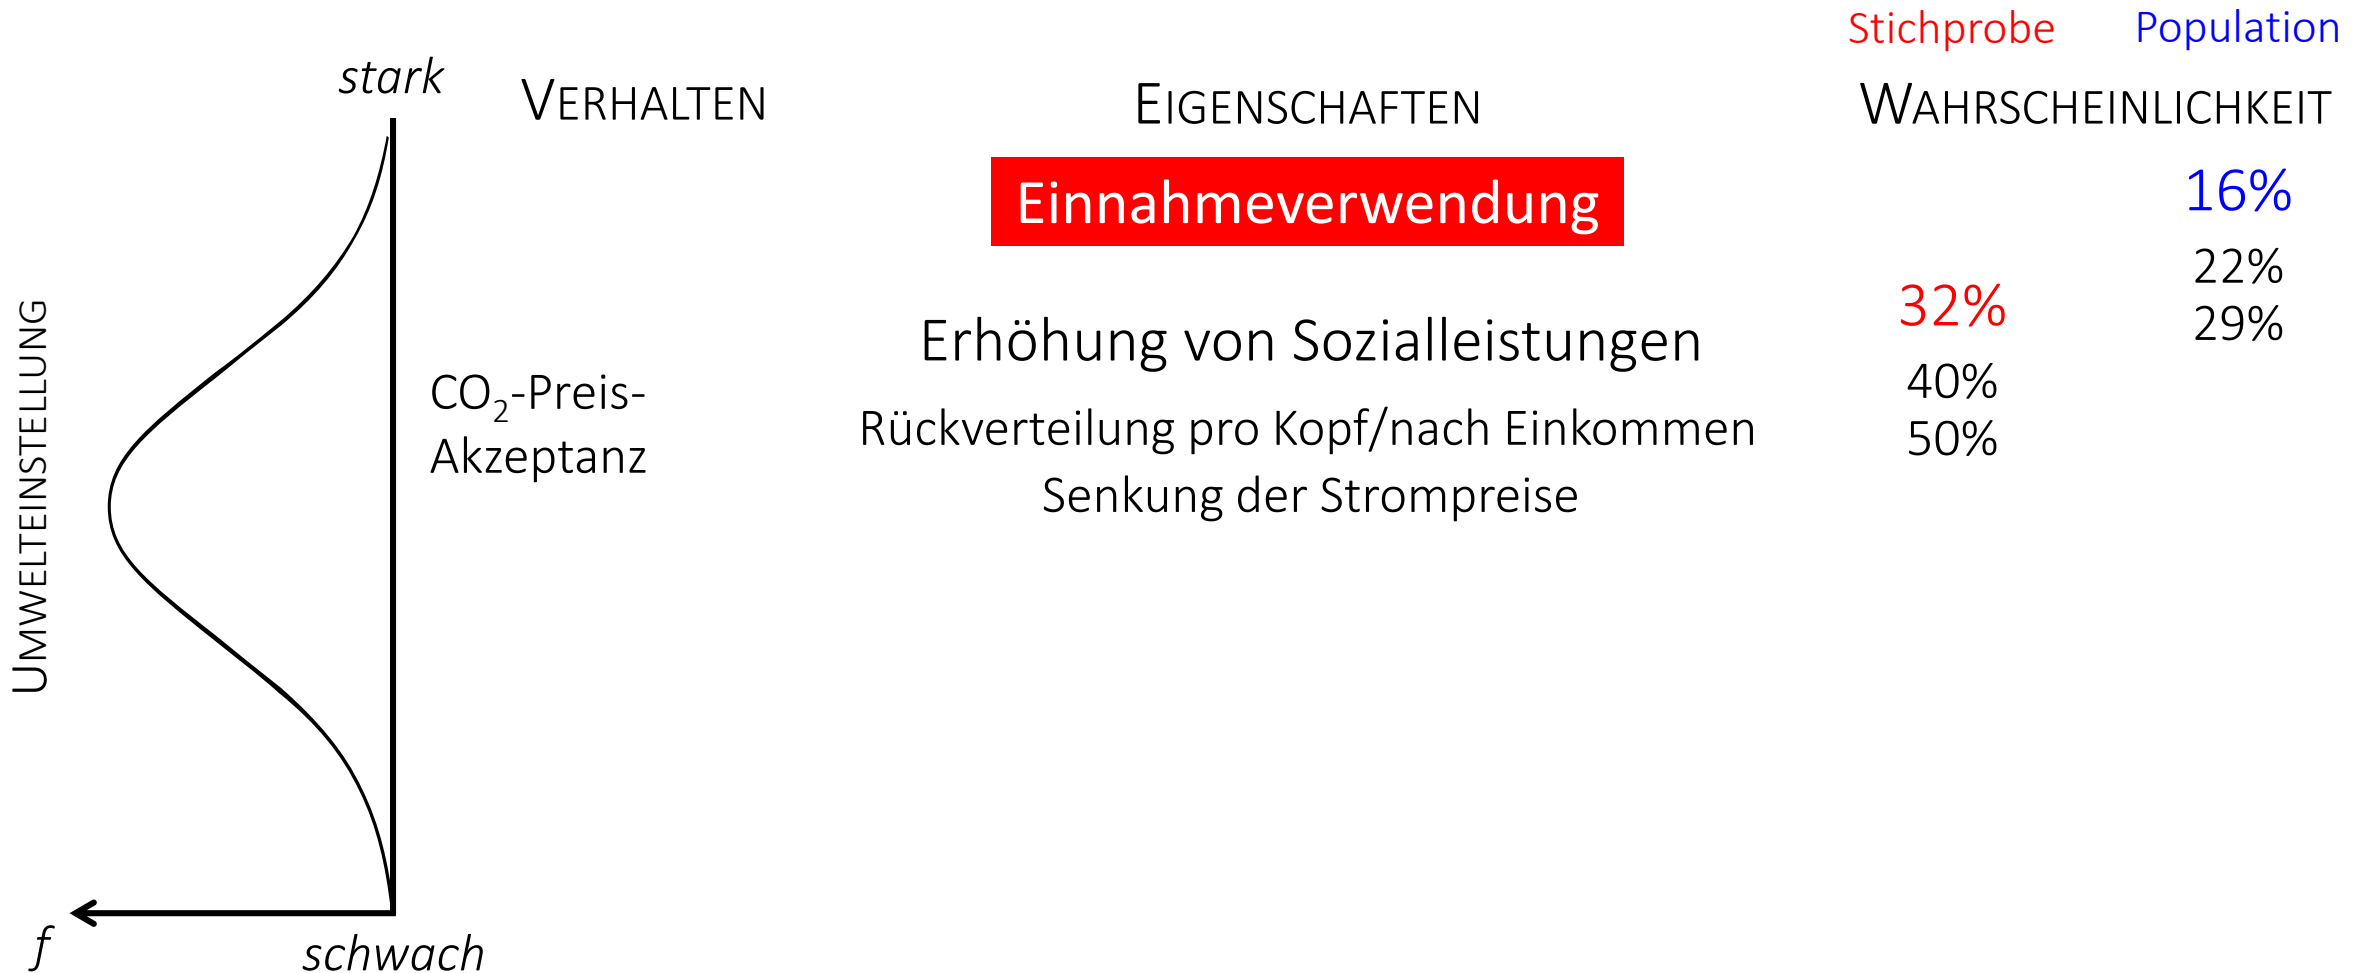 Stichprobe Population
stark VERHALTEN EIGENSCHAFTEN WAHRSCHEINLICHKEIT
Einnahmeverwendung 16%
22%
Erhöhung von Sozialleistungen 32% 29%
UMWELTEINSTELLUNG
CO₂-Preis-
Akzeptanz
Rückverteilung pro Kopf/nach Einkommen 40%
Senkung der Strompreise 50%
f
schwach